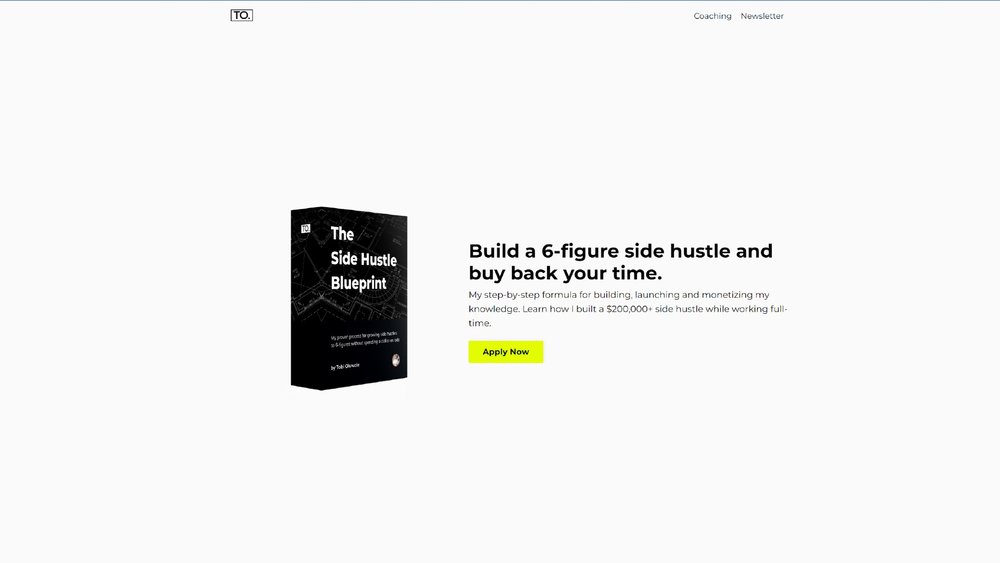 TO.
Coaching Newsletter
TO.
The
Side Hustle
Blueprint
My proven process for growing side hustles
to 6-figures without spending a dollar on ads
by Tobi Oluwole
Build a 6-figure side hustle and
buy back your time.
My step-by-step formula for building, launching and monetizing my
knowledge. Learn how I built a $200,000+ side hustle while working full-
time.
Apply Now